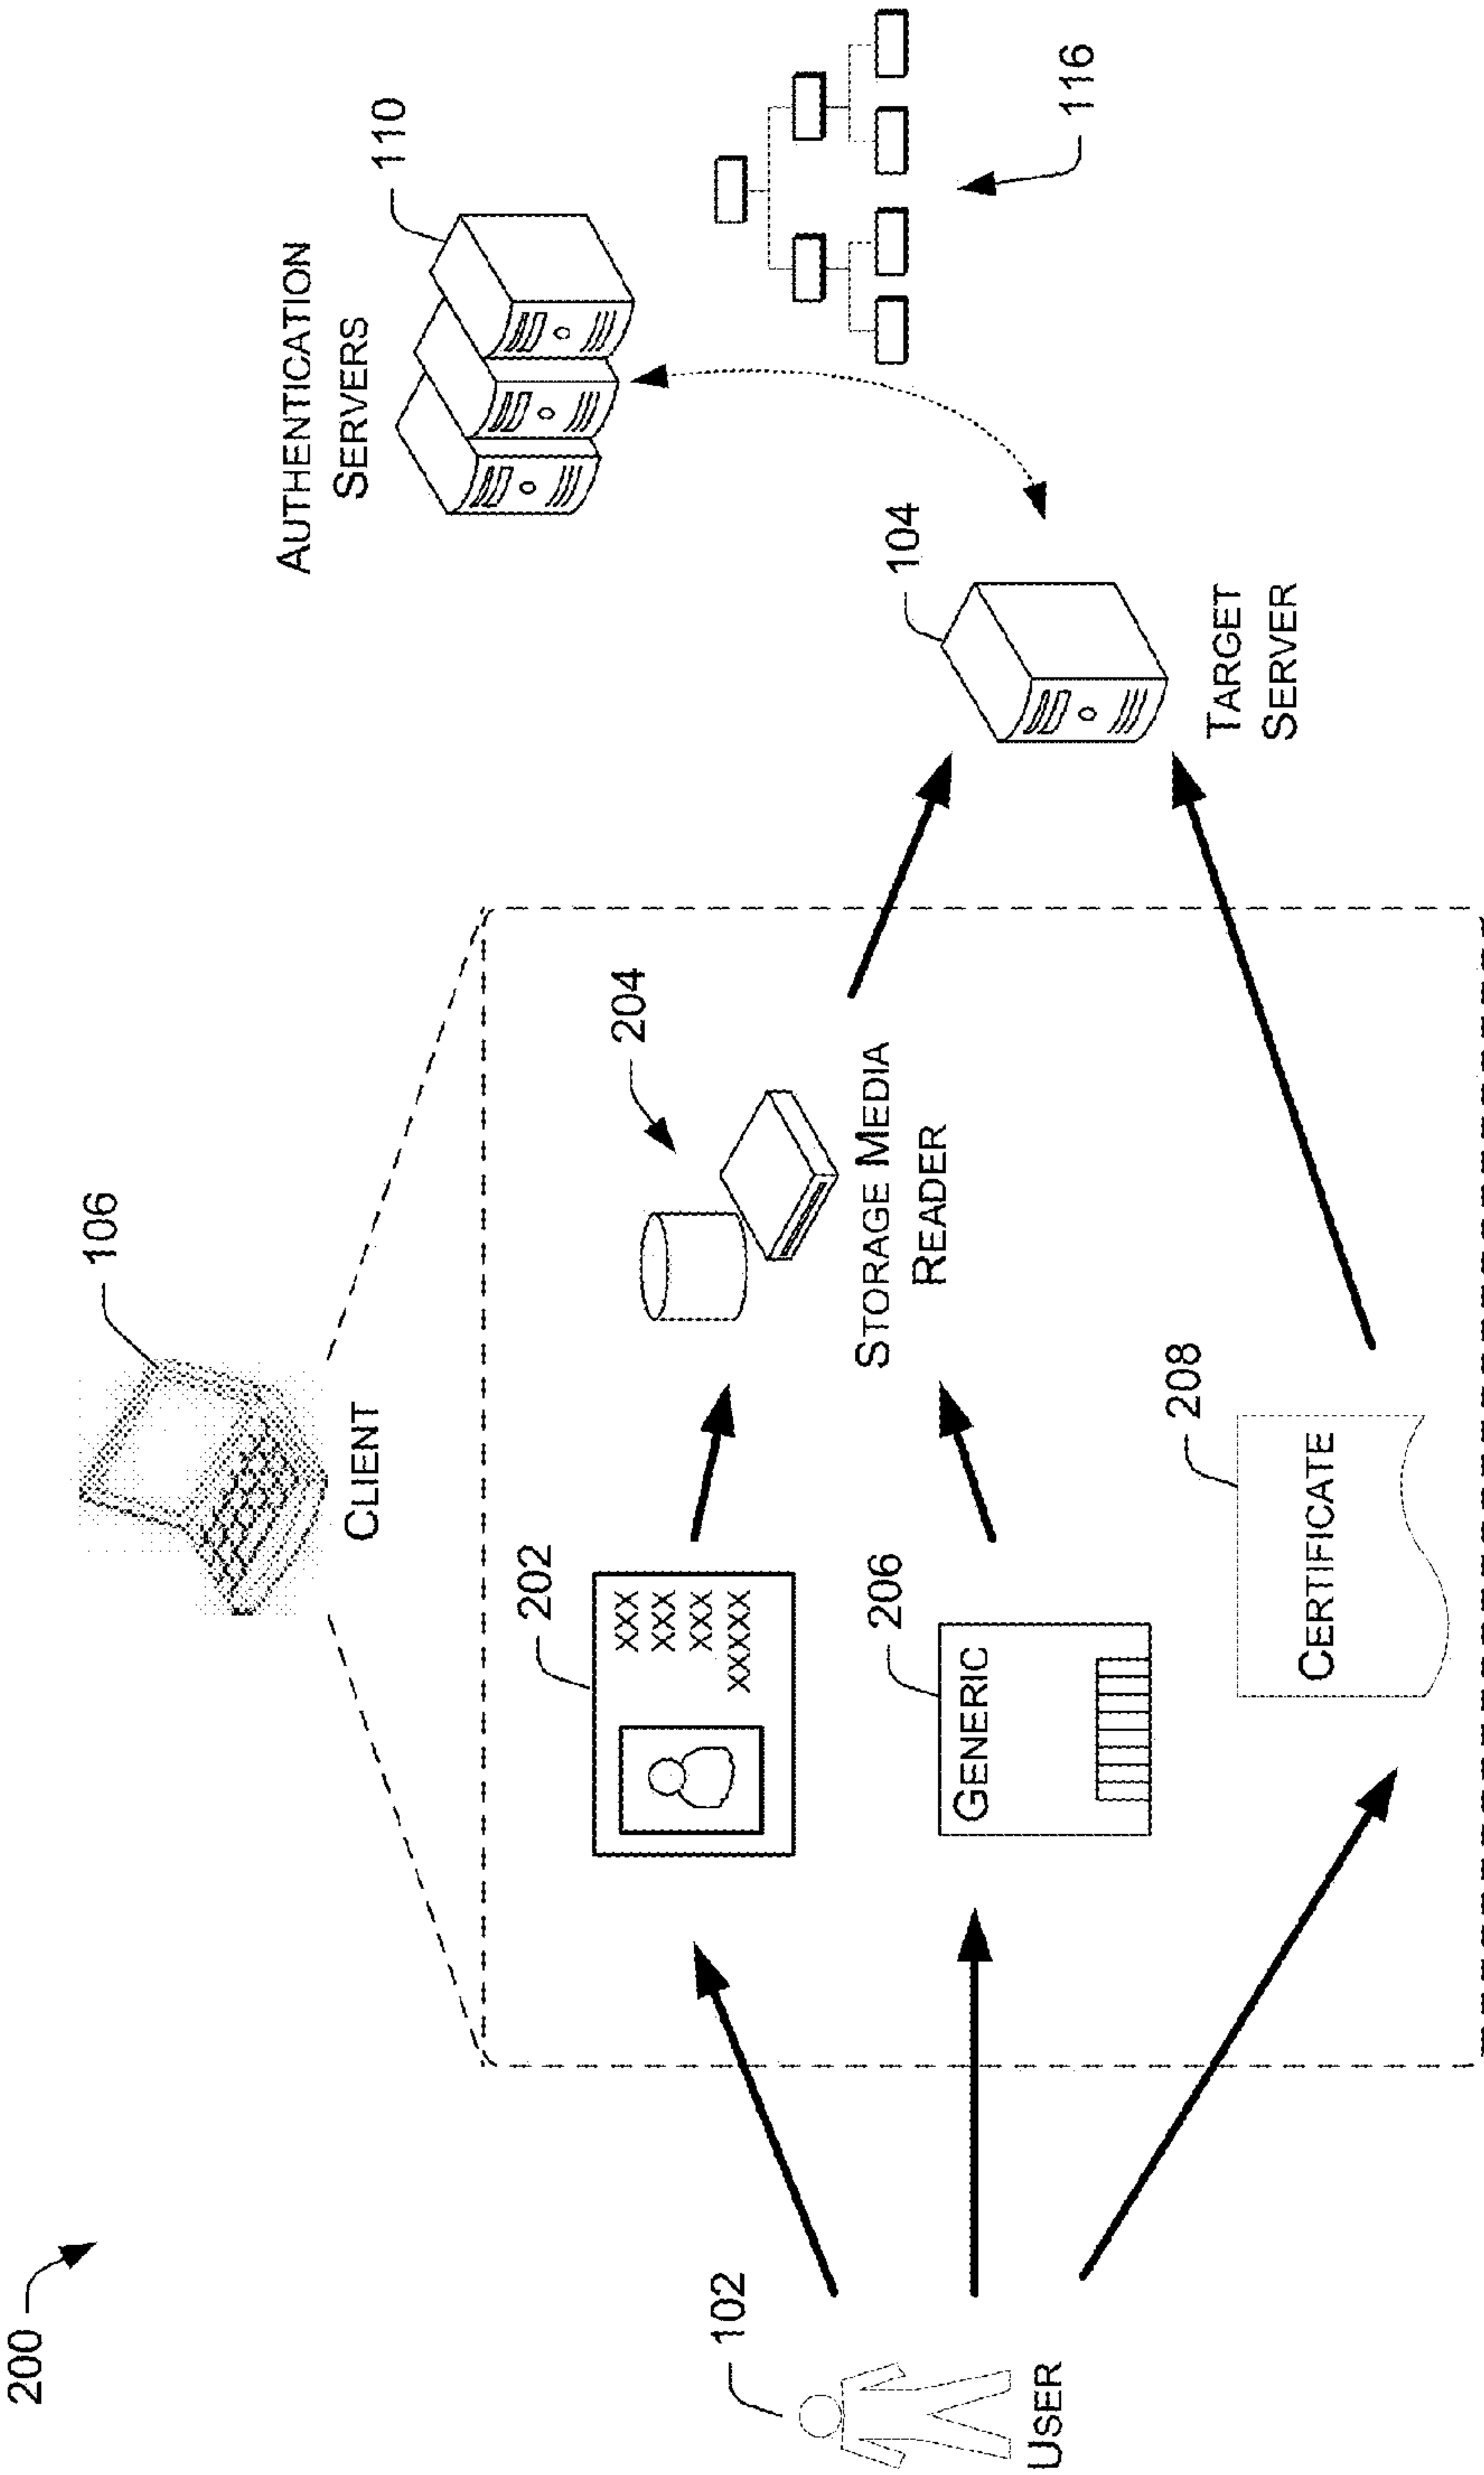 200
106
CLIENT
AUTHENTICATION
SERVERS
110
116
202
XXX
XXX
XXX
XXXXX
204
STORAGE MEDIA
READER
104
TARGET
SERVER
102
USER
206
GENERIC
208
CERTIFICATE